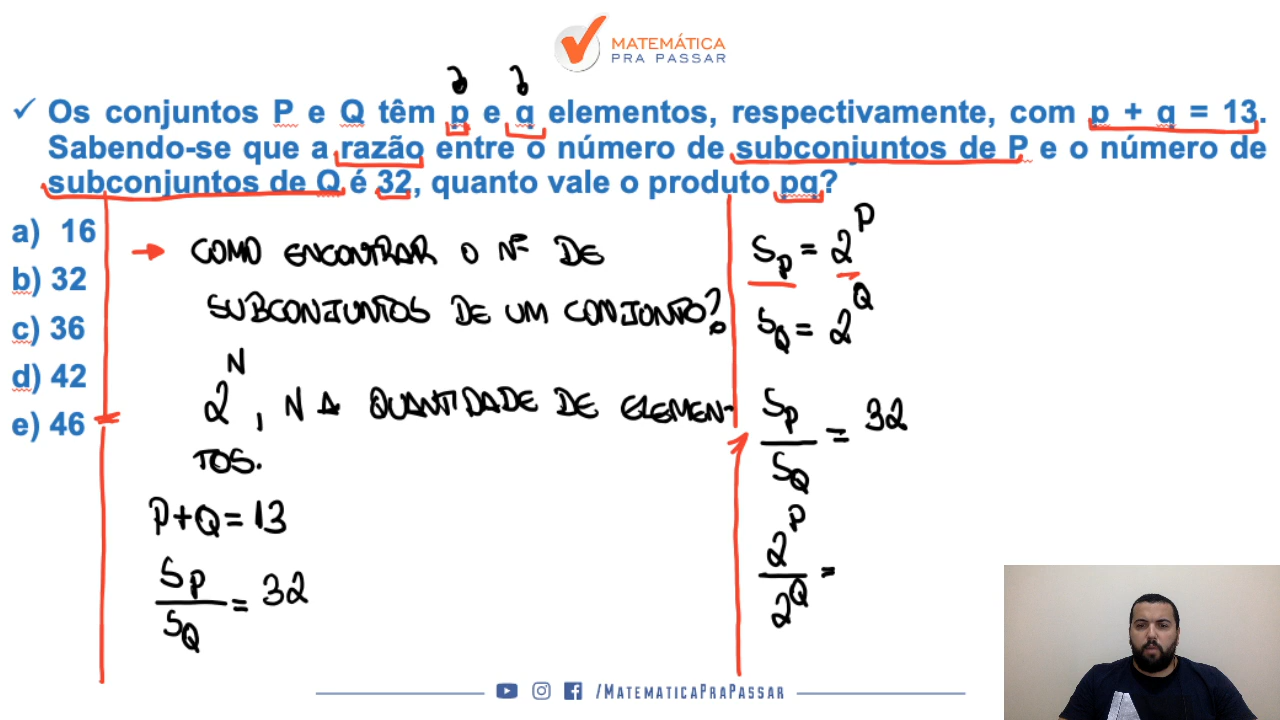 MATEMÁTICA
PRA PASSAR
✓ Os conjuntos P e Q têm p e q elementos, respectivamente, com p + q = 13.
Sabendo-se que a razão entre o número de subconjuntos de P e o número de
subconjuntos de Q é 32, quanto vale o produto pq?
a) 16
b) 32
c) 36
d) 42
e) 46
→ COMO ENCONTRAR O Nº DE
SUBCONJUNTOS DE UM CONJUNTO?
2^N, N A QUANTIDADE DE ELEMEN-
TOS.
P+Q=13
SP/SQ = 32
SP = 2^P
SQ = 2^Q
SP/SQ = 32
2^P/2^Q =
/MATEMATICAPRAPASSAR